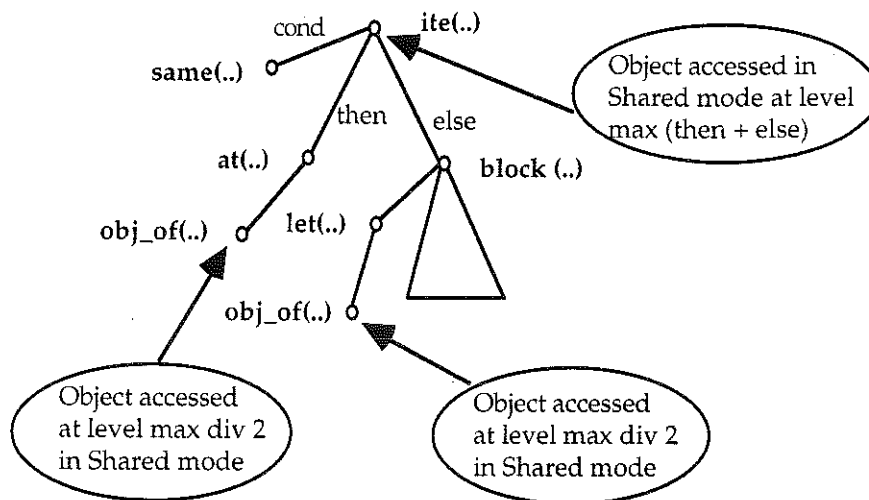 cond
ite(..)
same(..)
Object accessed in
Shared mode at level
max (then + else)
then
else
at(..)
block (..)
obj_of(..)
let(..)
obj_of(..)
Object accessed
at level max div 2
in Shared mode
Object accessed
at level max div 2
in Shared mode